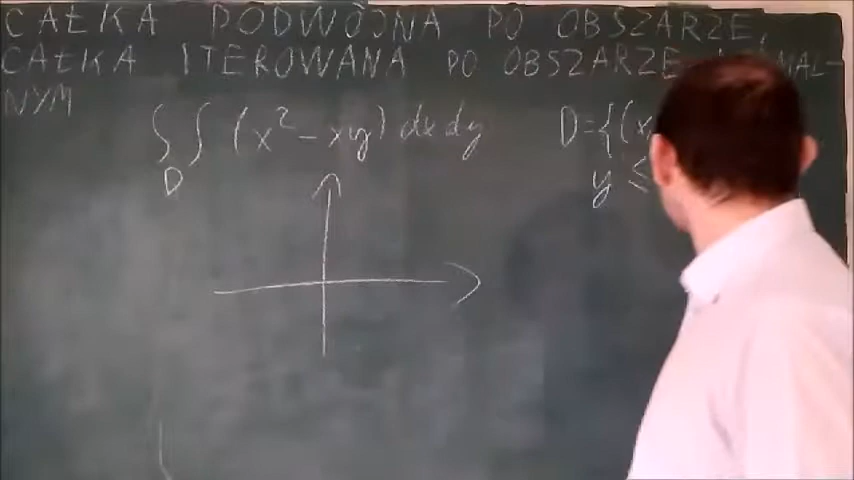 CAŁKA PODWÓJNA PO OBSZARZE,
CAŁKA ITEROWANA PO OBSZARZE
NYM
∬ (x² - xy) dx dy D={(x
D y ≤